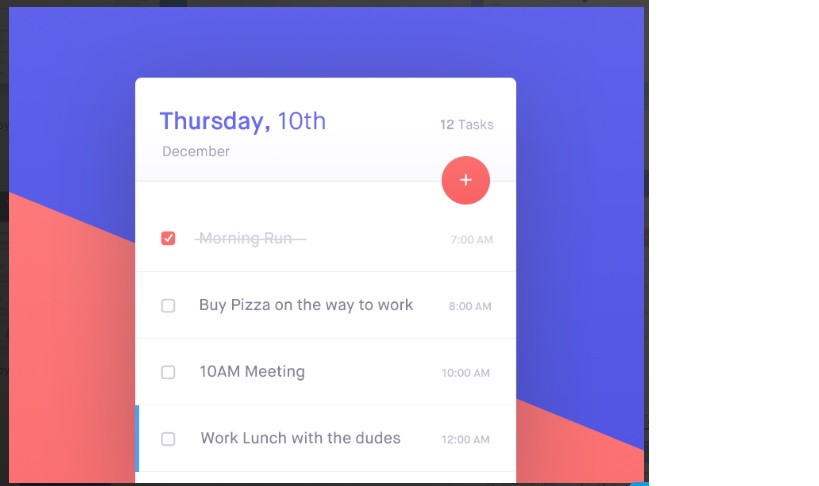 Thursday, 10th
12 Tasks
December
+
Morning Run
7:00 AM
Buy Pizza on the way to work
8:00 AM
10AM Meeting
10:00 AM
Work Lunch with the dudes
12:00 AM